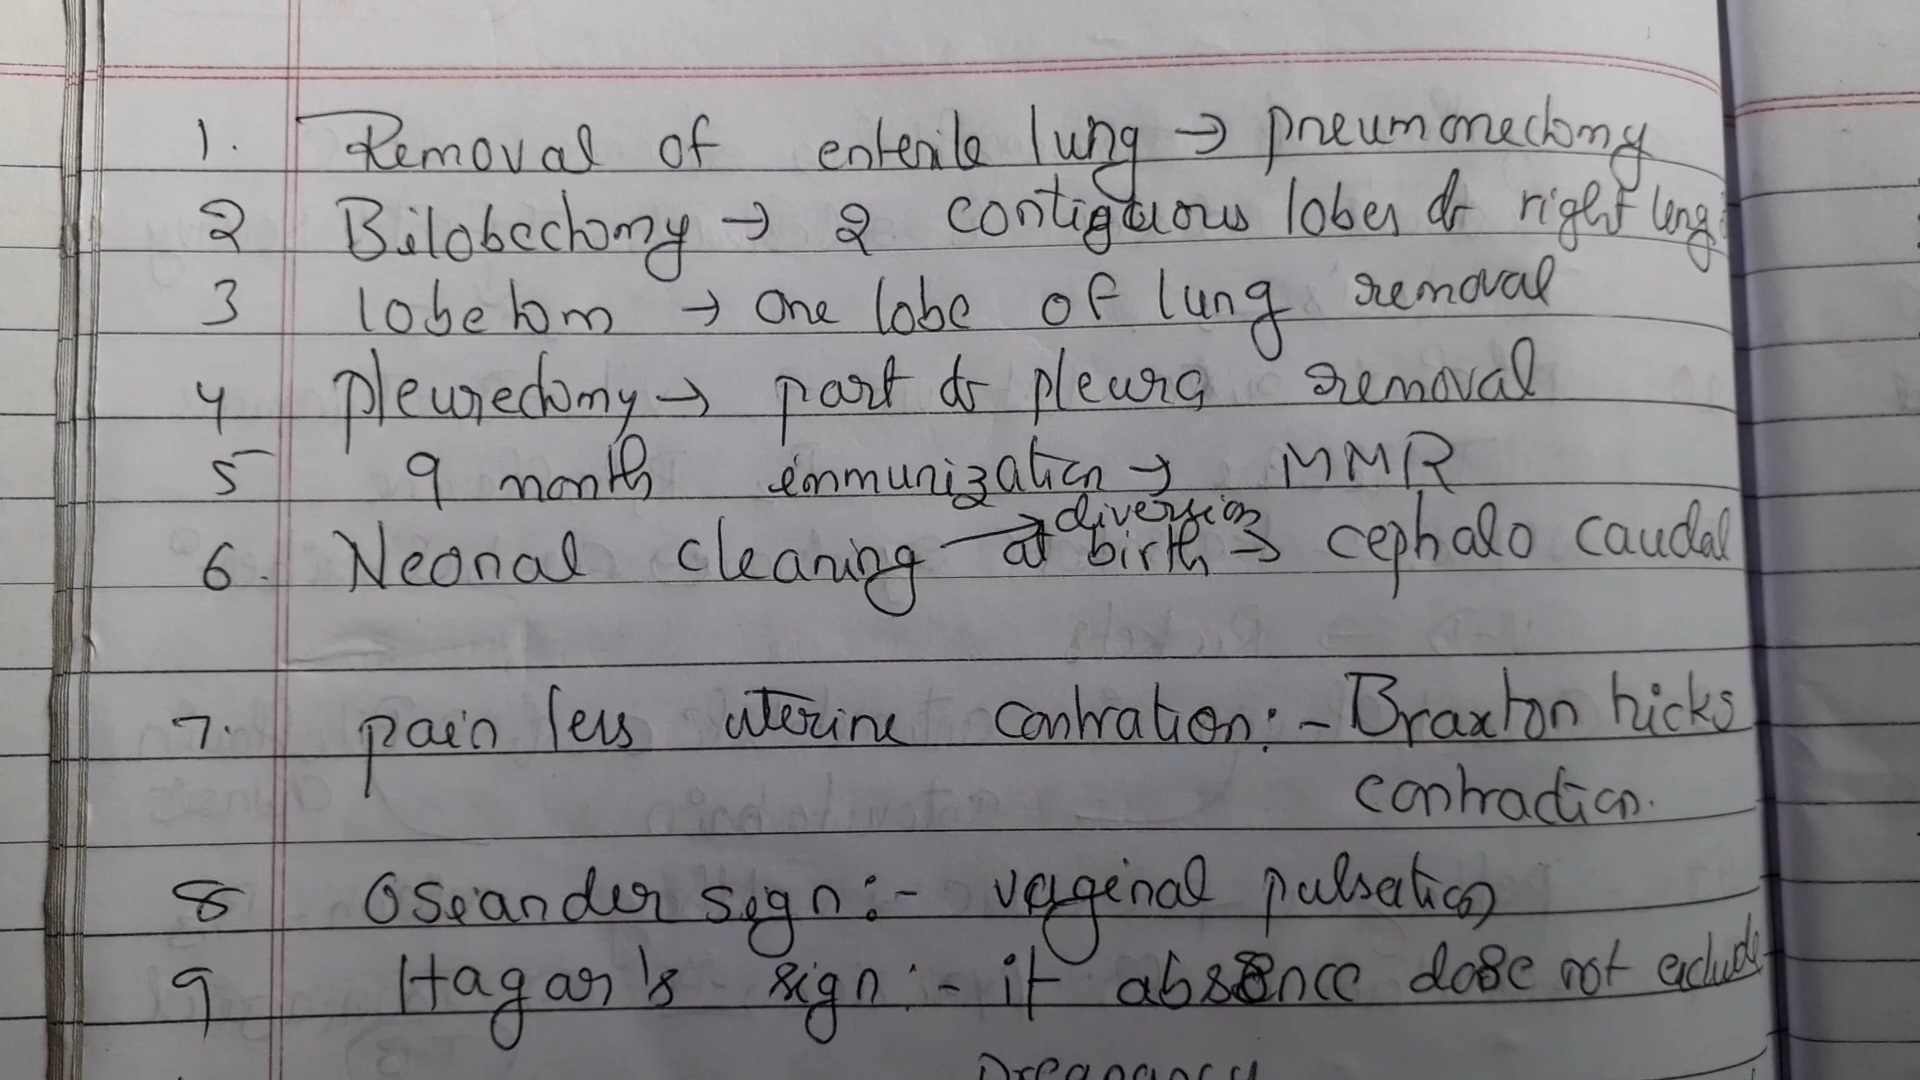 1. Removal of enterile lung → pneumonectomy
2 Bilobectomy → 2 contiguous lobes of right lung
3 lobetom → one lobe of lung removal
4 pleurectomy → part of pleura removal
5 9 month immunization → MMR
→ diversion
6. Neonal cleaning at birth → cephalo caudal
7. pain less uterine contration:- Braxton hicks
contraction.
8 Oseander sign:- vaginal pulsation
9 Hagar's sign:- it absence dose not exclude
Pregnancy